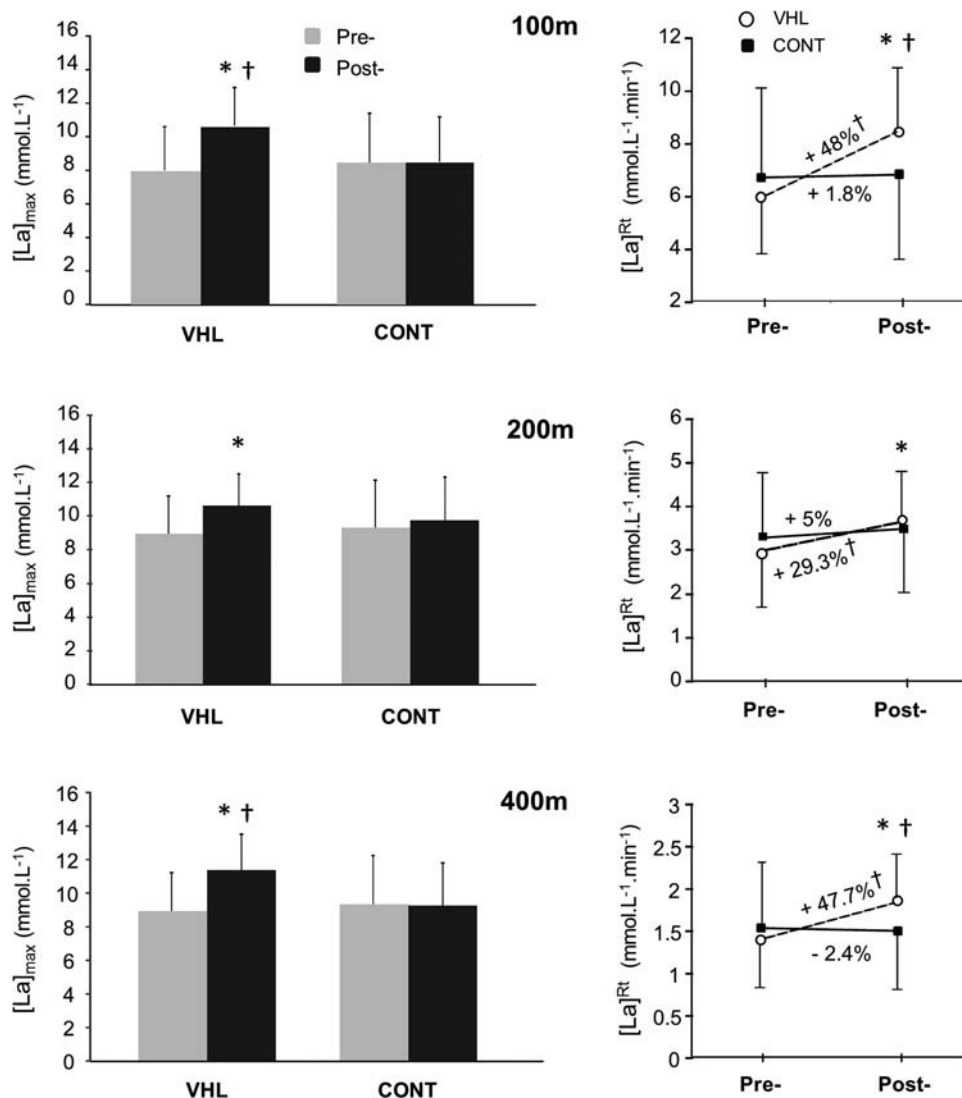 100m
Pre-
Post-
* †
[La]max (mmol.L-1)
16
14
12
10
8
6
4
2
0
VHL
CONT
VHL
CONT
* †
[La]Rt (mmol.L-1.min-1)
12
10
8
6
4
2
+ 48%†
+ 1.8%
Pre-
Post-
200m
*
[La]max (mmol.L-1)
16
14
12
10
8
6
4
2
0
VHL
CONT
*
[La]Rt (mmol.L-1.min-1)
6
5
4
3
2
1
0
+ 5%
+ 29.3%†
Pre-
Post-
400m
* †
[La]max (mmol.L-1)
16
14
12
10
8
6
4
2
0
VHL
CONT
* †
[La]Rt (mmol.L-1.min-1)
3
2.5
2
1.5
1
0.5
0
+ 47.7%†
- 2.4%
Pre-
Post-